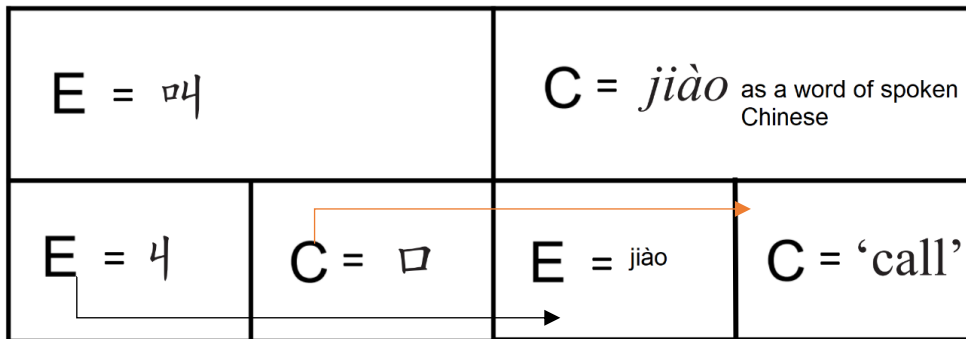 E = 叫
C = jiào as a word of spoken
Chinese
E = 丩
C = 口
E = jiào
C = ‘call’